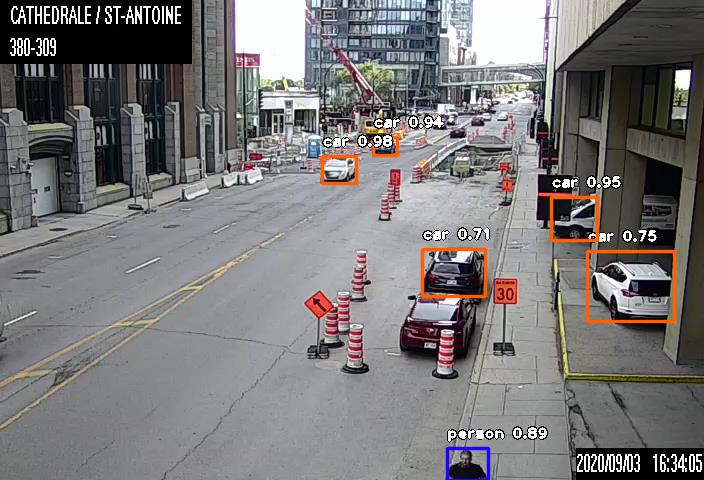 CATHEDRALE / ST-ANTOINE
380-309
car 0.94
car 0.98
car 0.95
car 0.71
car 0.75
30
person 0.89
2020/09/03 16:34:05